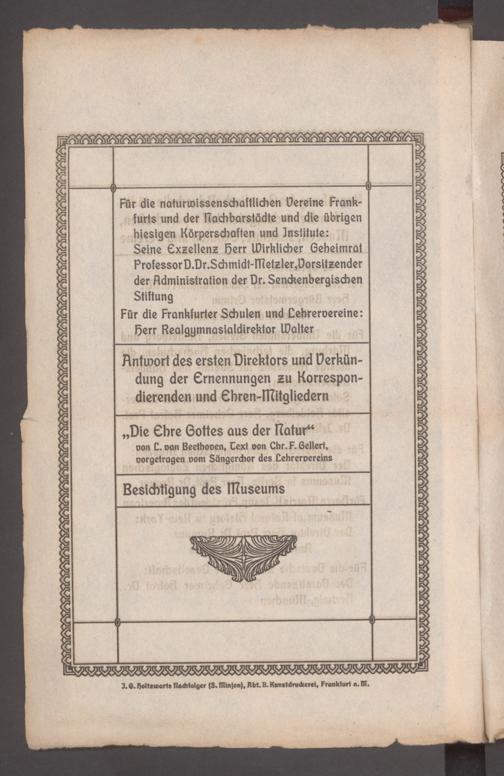 Für die naturwissenschaftlichen Vereine Frank-
furts und der Nachbarstädte und die übrigen
hiesigen Körperschaften und Institute:
Seine Exzellenz Herr Wirklicher Geheimrat
Professor D. Dr. Schmidt-Metzler, Vorsitzender
der Administration der Dr. Senckenbergischen
Stiftung
Für die Frankfurter Schulen und Lehrervereine:
Herr Realgymnasialdirektor Walter
Antwort des ersten Direktors und Verkün-
dung der Ernennungen zu Korrespon-
dierenden und Ehren-Mitgliedern
„Die Ehre Gottes aus der Natur“
von L. van Beethoven, Text von Chr. F. Gellert,
vorgetragen vom Sängerchor des Lehrervereins
Besichtigung des Museums
J. G. Holtzwarts Nachfolger (S. Minjon), Abt. B. Kunstdruckerei, Frankfurt a. M.